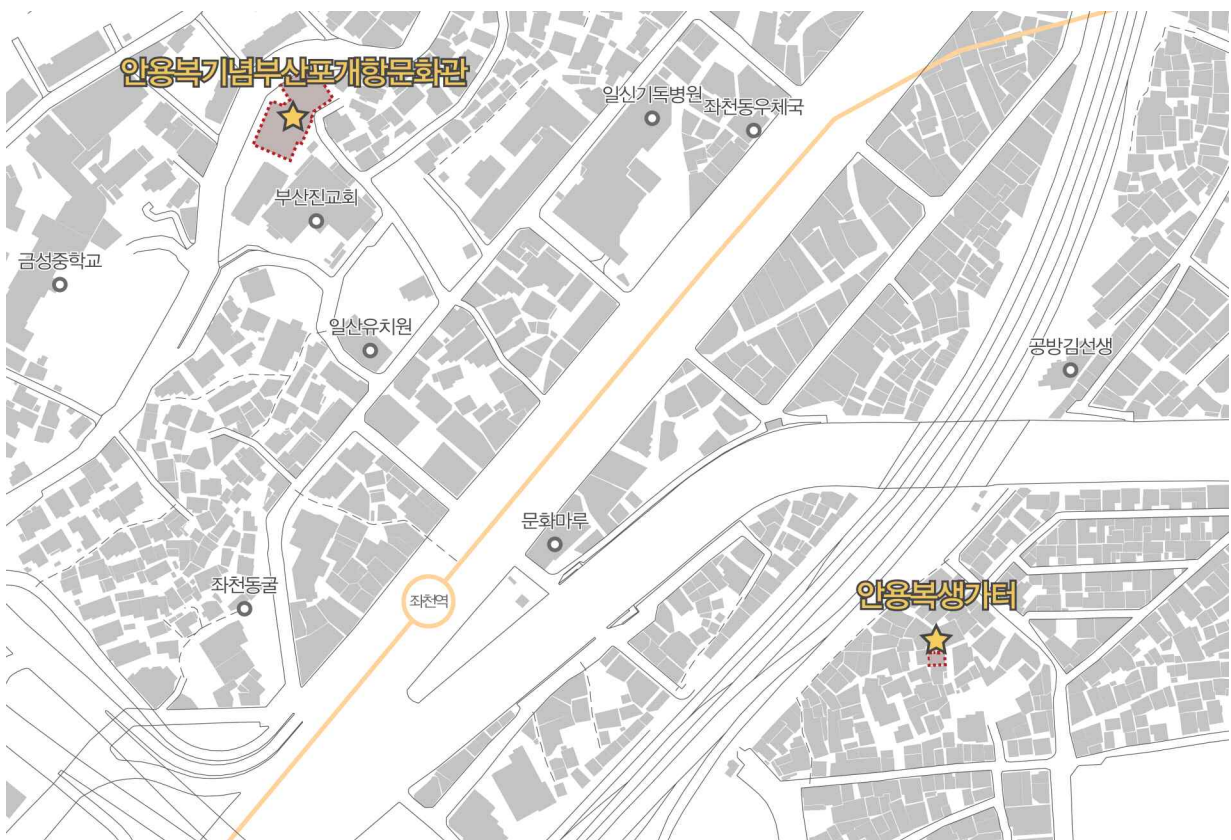 안용복기념부산포개항문화관
일신기독병원
좌천동우체국
부산진교회
금성중학교
일산유치원
공방김선생
문화마루
좌천동굴
좌천역
안용복생가터